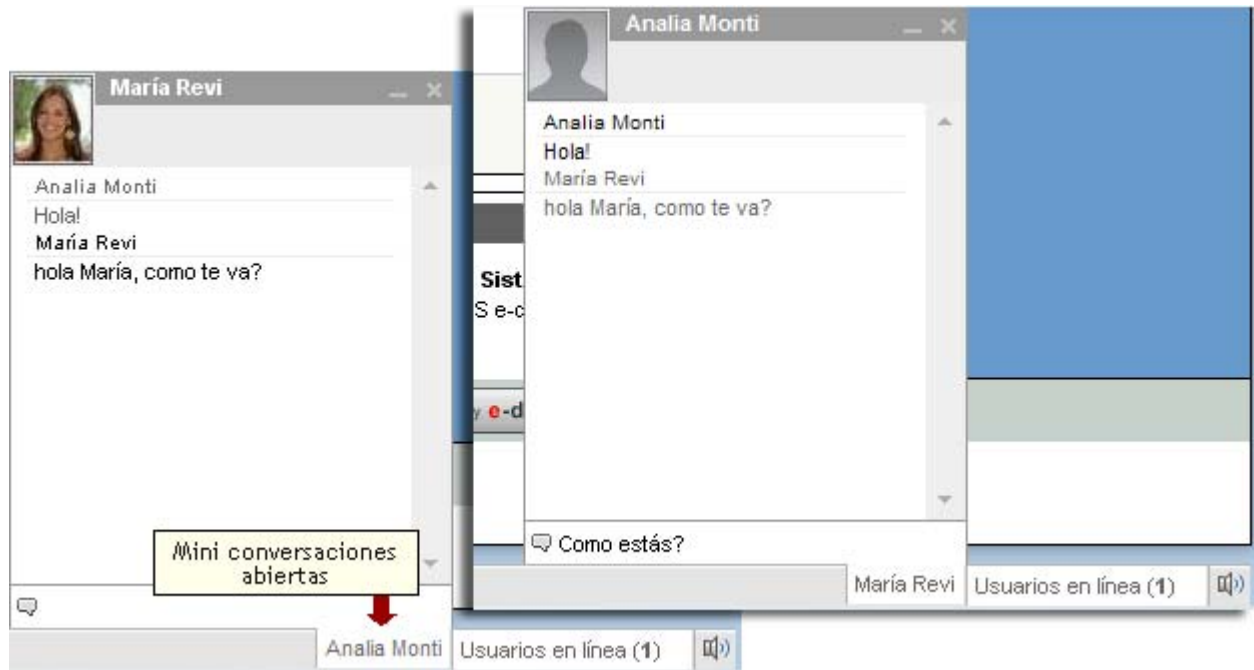 María Revi
Analia Monti
Hola!
María Revi
hola María, como te va?
Mini conversaciones
abiertas
Analia Monti
Usuarios en línea (1)
Analia Monti
Analia Monti
Hola!
María Revi
hola María, como te va?
Sist.
S e-c
y e-d
Como estás?
María Revi
Usuarios en línea (1)